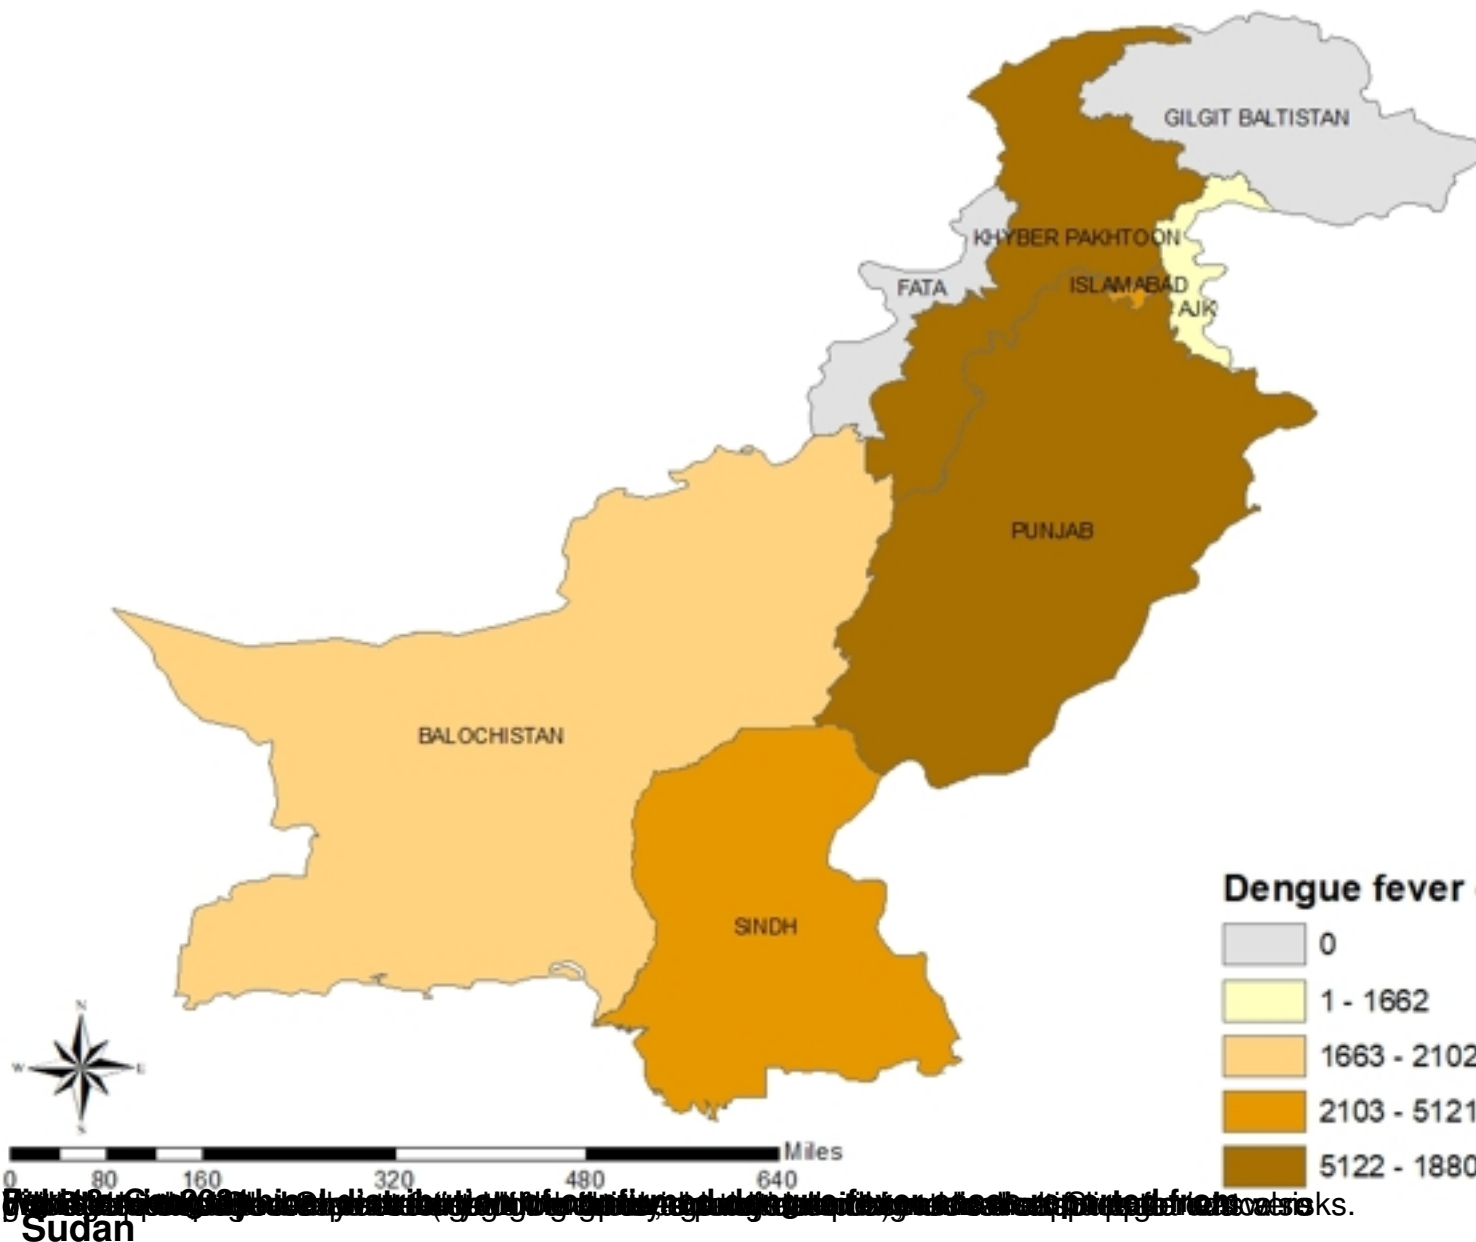 GILGIT BALTISTAN
KHYBER PAKHTOON
FATA
ISLAMABAD
AJK
PUNJAB
BALOCHISTAN
SINDH
Dengue fever
0
1 - 1662
1663 - 2102
2103 - 5121
5122 - 1880
N
W E
S
Miles
0 80 160 320 480 640
risks.
Sudan